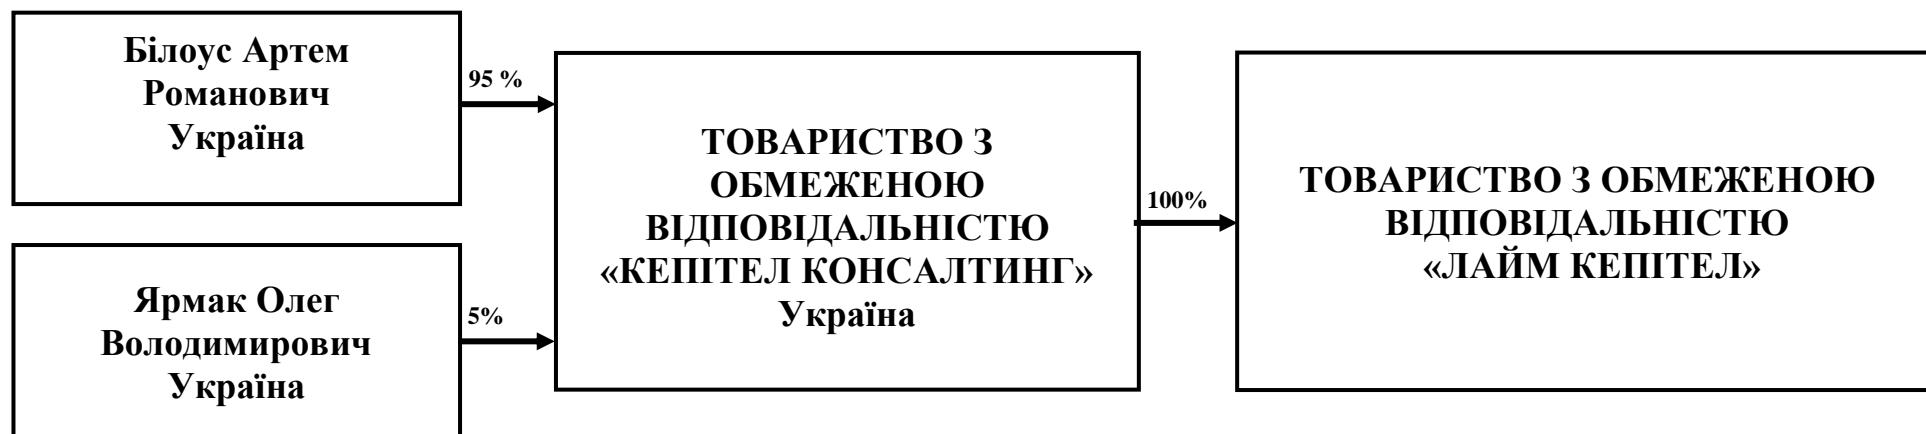 Білоус Артем
Романович
Україна
95 %
Ярмак Олег
Володимирович
Україна
5%
ТОВАРИСТВО З
ОБМЕЖЕНОЮ
ВІДПОВІДАЛЬНІСТЮ
«КЕПІТЕЛ КОНСАЛТИНГ»
Україна
100%
ТОВАРИСТВО З ОБМЕЖЕНОЮ
ВІДПОВІДАЛЬНІСТЮ
«ЛАЙМ КЕПІТЕЛ»